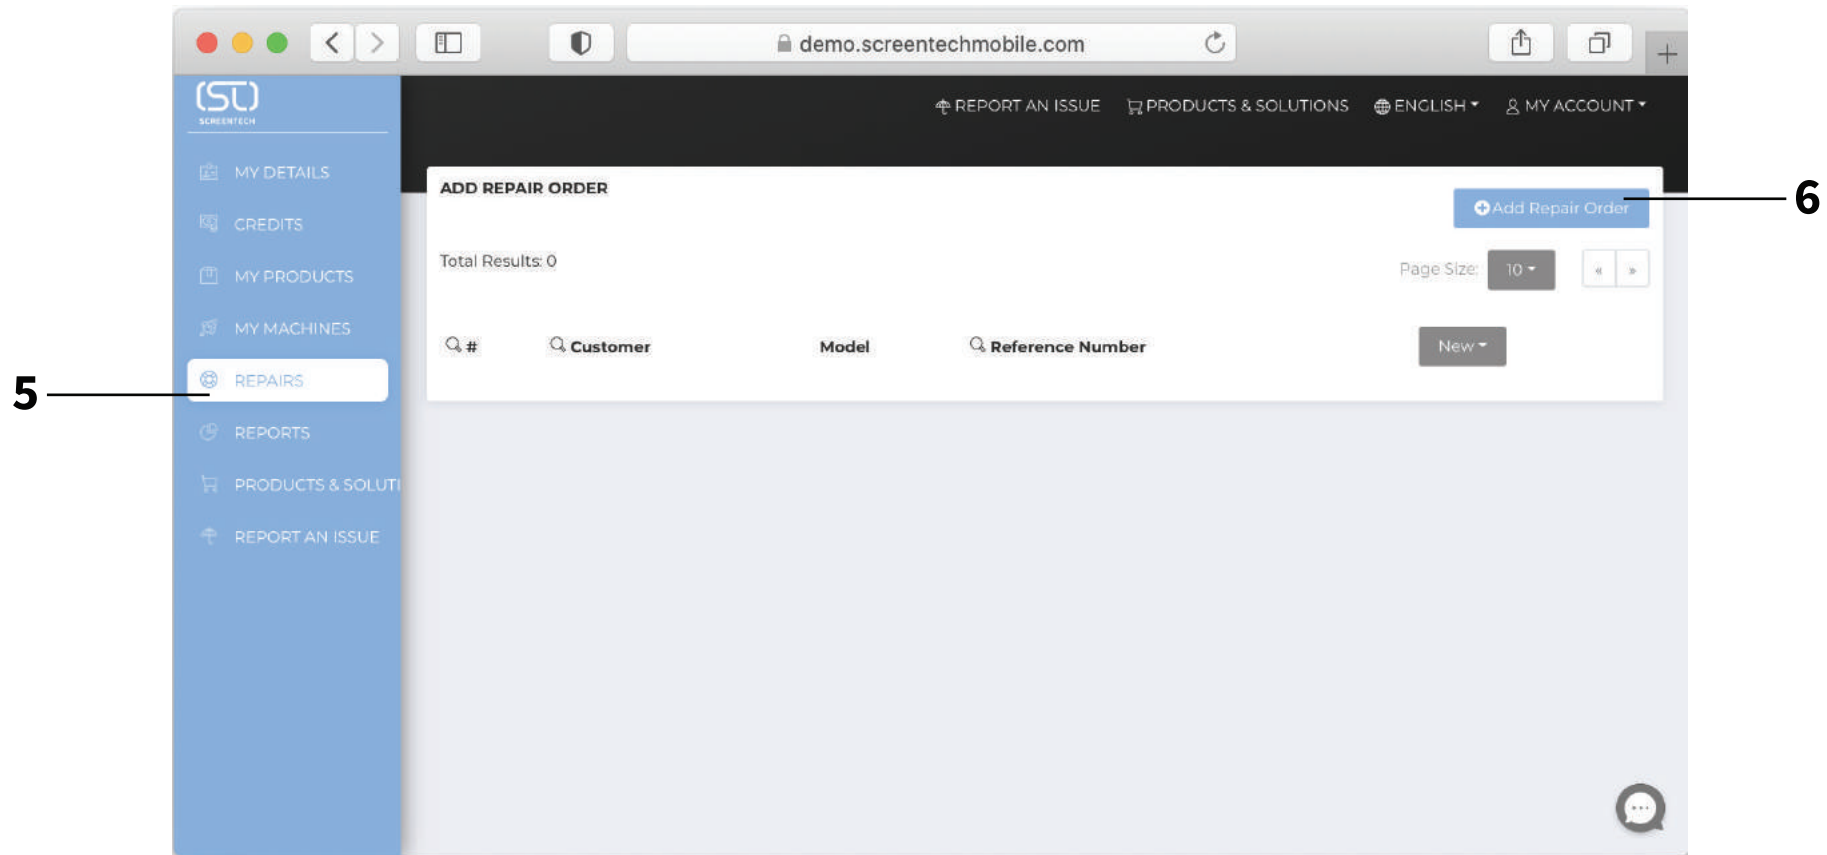 demo.screentechmobile.com
(ST)
SCREENTECH
REPORT AN ISSUE PRODUCTS & SOLUTIONS ENGLISH MY ACCOUNT
MY DETAILS
CREDITS
MY PRODUCTS
MY MACHINES
REPAIRS
REPORTS
PRODUCTS & SOLUTI
REPORT AN ISSUE
5
ADD REPAIR ORDER
Add Repair Order
6
Total Results: 0
Page Size: 10 « »
# Customer Model Reference Number New